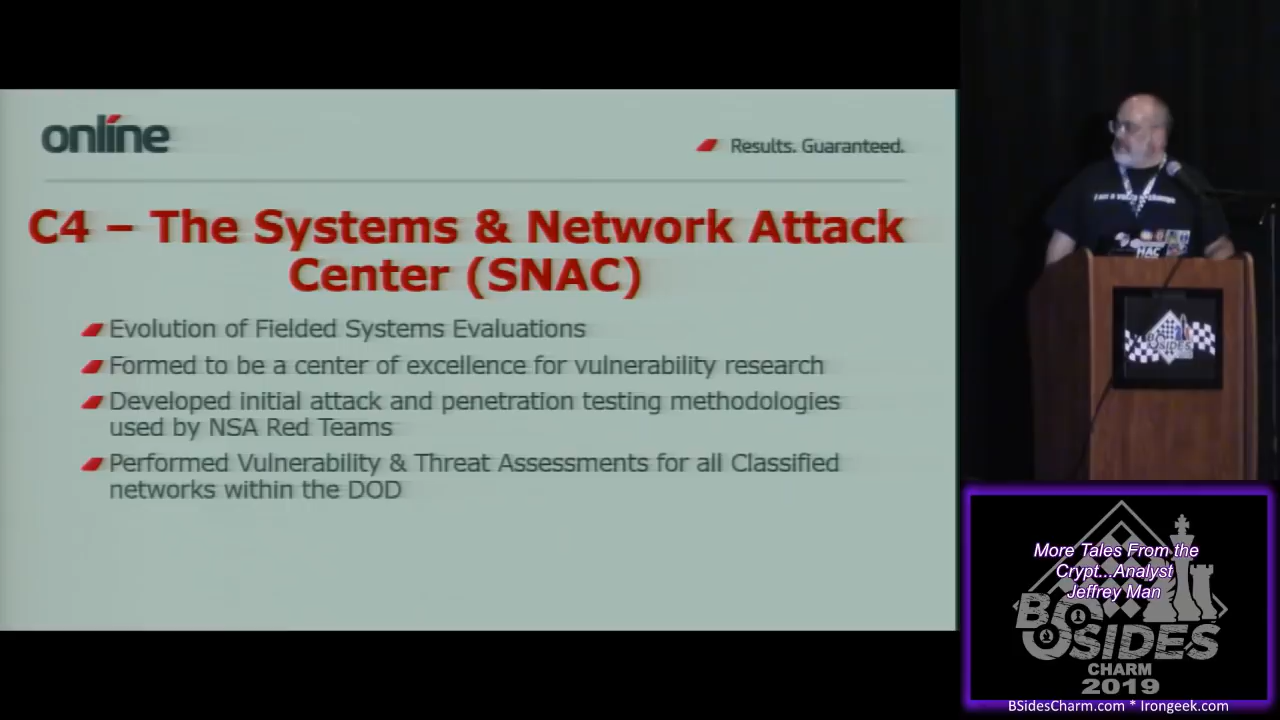 online
Results. Guaranteed.
C4 – The Systems & Network Attack
Center (SNAC)
Evolution of Fielded Systems Evaluations
Formed to be a center of excellence for vulnerability research
Developed initial attack and penetration testing methodologies
used by NSA Red Teams
Performed Vulnerability & Threat Assessments for all Classified
networks within the DOD
BSIDES
More Tales From the
Crypt...Analyst
Jeffrey Man
BSIDES
CHARM
2019
BSidesCharm.com * Irongeek.com